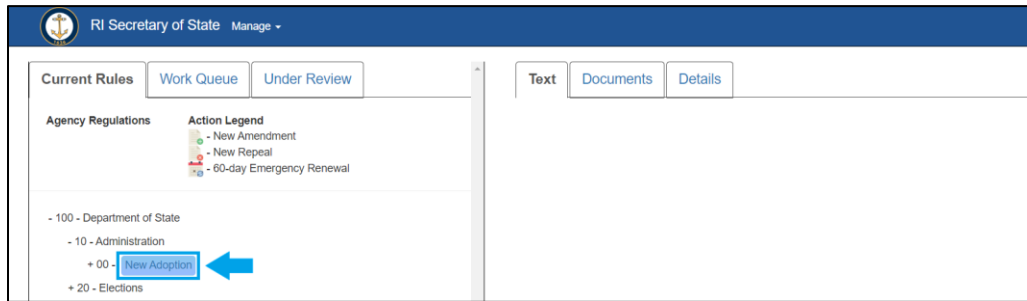 RI Secretary of State Manage
Current Rules Work Queue Under Review
Text Documents Details
Agency Regulations Action Legend
- New Amendment
- New Repeal
- 60-day Emergency Renewal
- 100 - Department of State
- 10 - Administration
+ 00 - New Adoption
+ 20 - Elections